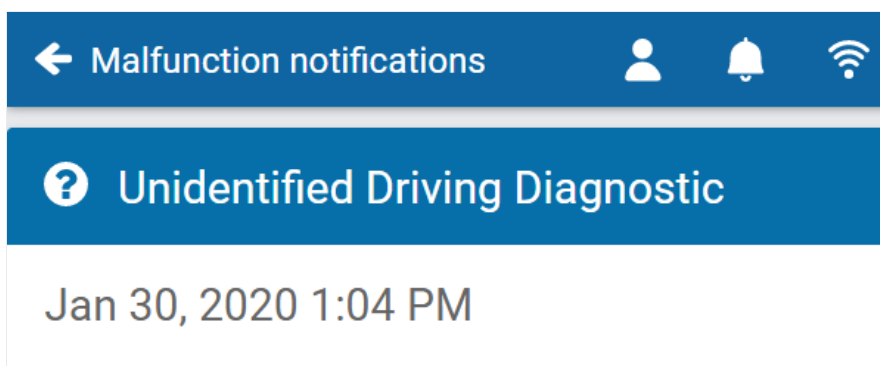 Malfunction notifications
Unidentified Driving Diagnostic
Jan 30, 2020 1:04 PM